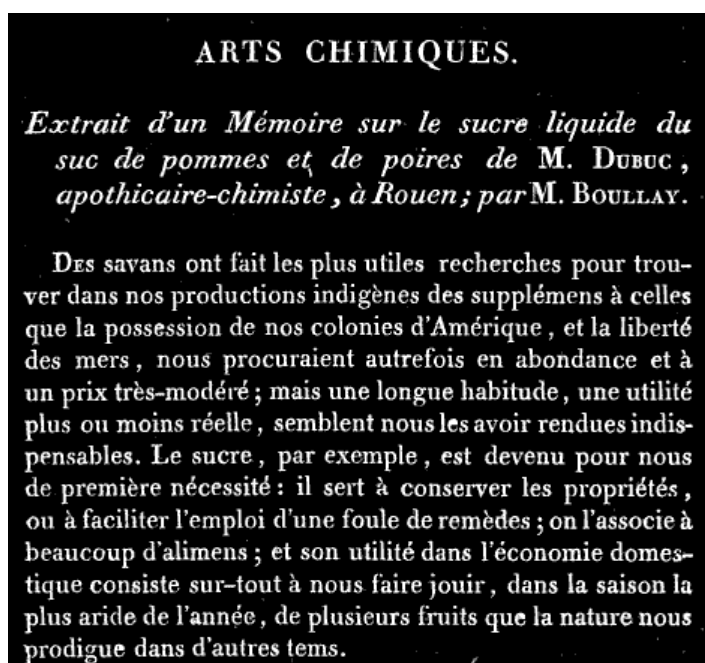 ARTS CHIMIQUES.
Extrait d'un Mémoire sur le sucre liquide du
suc de pommes et de poires de M. DUBUC,
apothicaire-chimiste, à Rouen; par M. BOULLAY.
DES savans ont fait les plus utiles recherches pour trou-
ver dans nos productions indigènes des supplémens à celles
que la possession de nos colonies d'Amérique, et la liberté
des mers, nous procuraient autrefois en abondance et à
un prix très-modéré; mais une longue habitude, une utilité
plus ou moins réelle, semblent nous les avoir rendues indis-
pensables. Le sucre, par exemple, est devenu pour nous
de première nécessité: il sert à conserver les propriétés,
ou à faciliter l'emploi d'une foule de remèdes; on l'associe à
beaucoup d'alimens; et son utilité dans l'économie domes-
tique consiste sur-tout à nous faire jouir, dans la saison la
plus aride de l'année, de plusieurs fruits que la nature nous
prodigue dans d'autres tems.